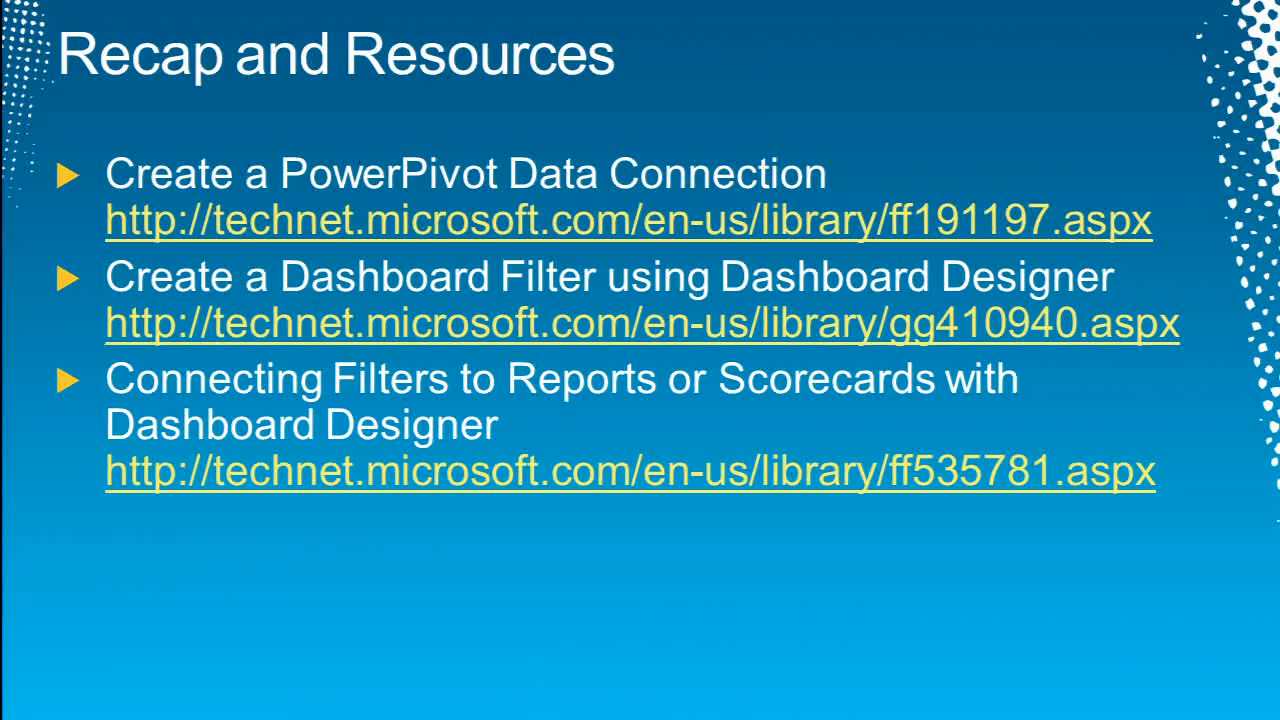 Recap and Resources
Create a PowerPivot Data Connection
http://technet.microsoft.com/en-us/library/ff191197.aspx
Create a Dashboard Filter using Dashboard Designer
http://technet.microsoft.com/en-us/library/gg410940.aspx
Connecting Filters to Reports or Scorecards with
Dashboard Designer
http://technet.microsoft.com/en-us/library/ff535781.aspx